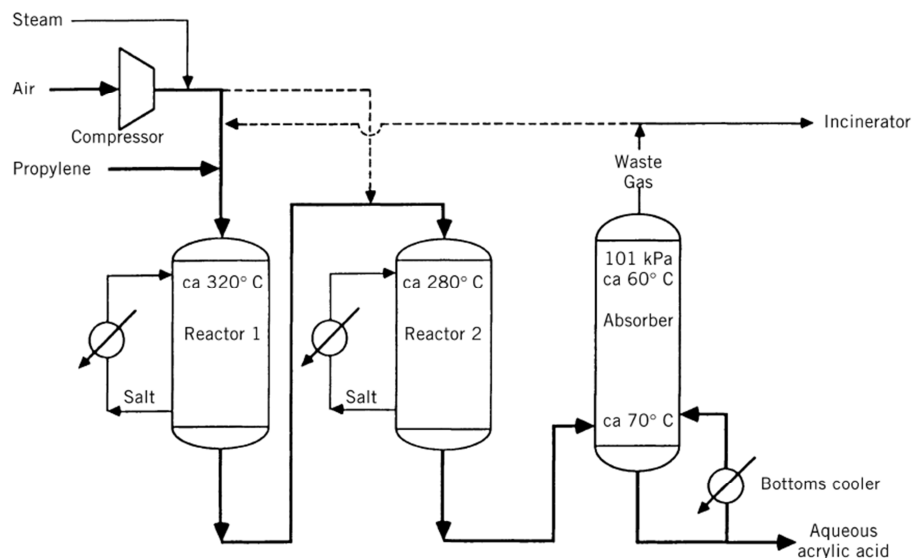 Steam
Air
Compressor
Incinerator
Propylene
Waste
Gas
ca 320° C
Reactor 1
Salt
ca 280° C
Reactor 2
Salt
101 kPa
ca 60° C
Absorber
ca 70° C
Bottoms cooler
Aqueous
acrylic acid